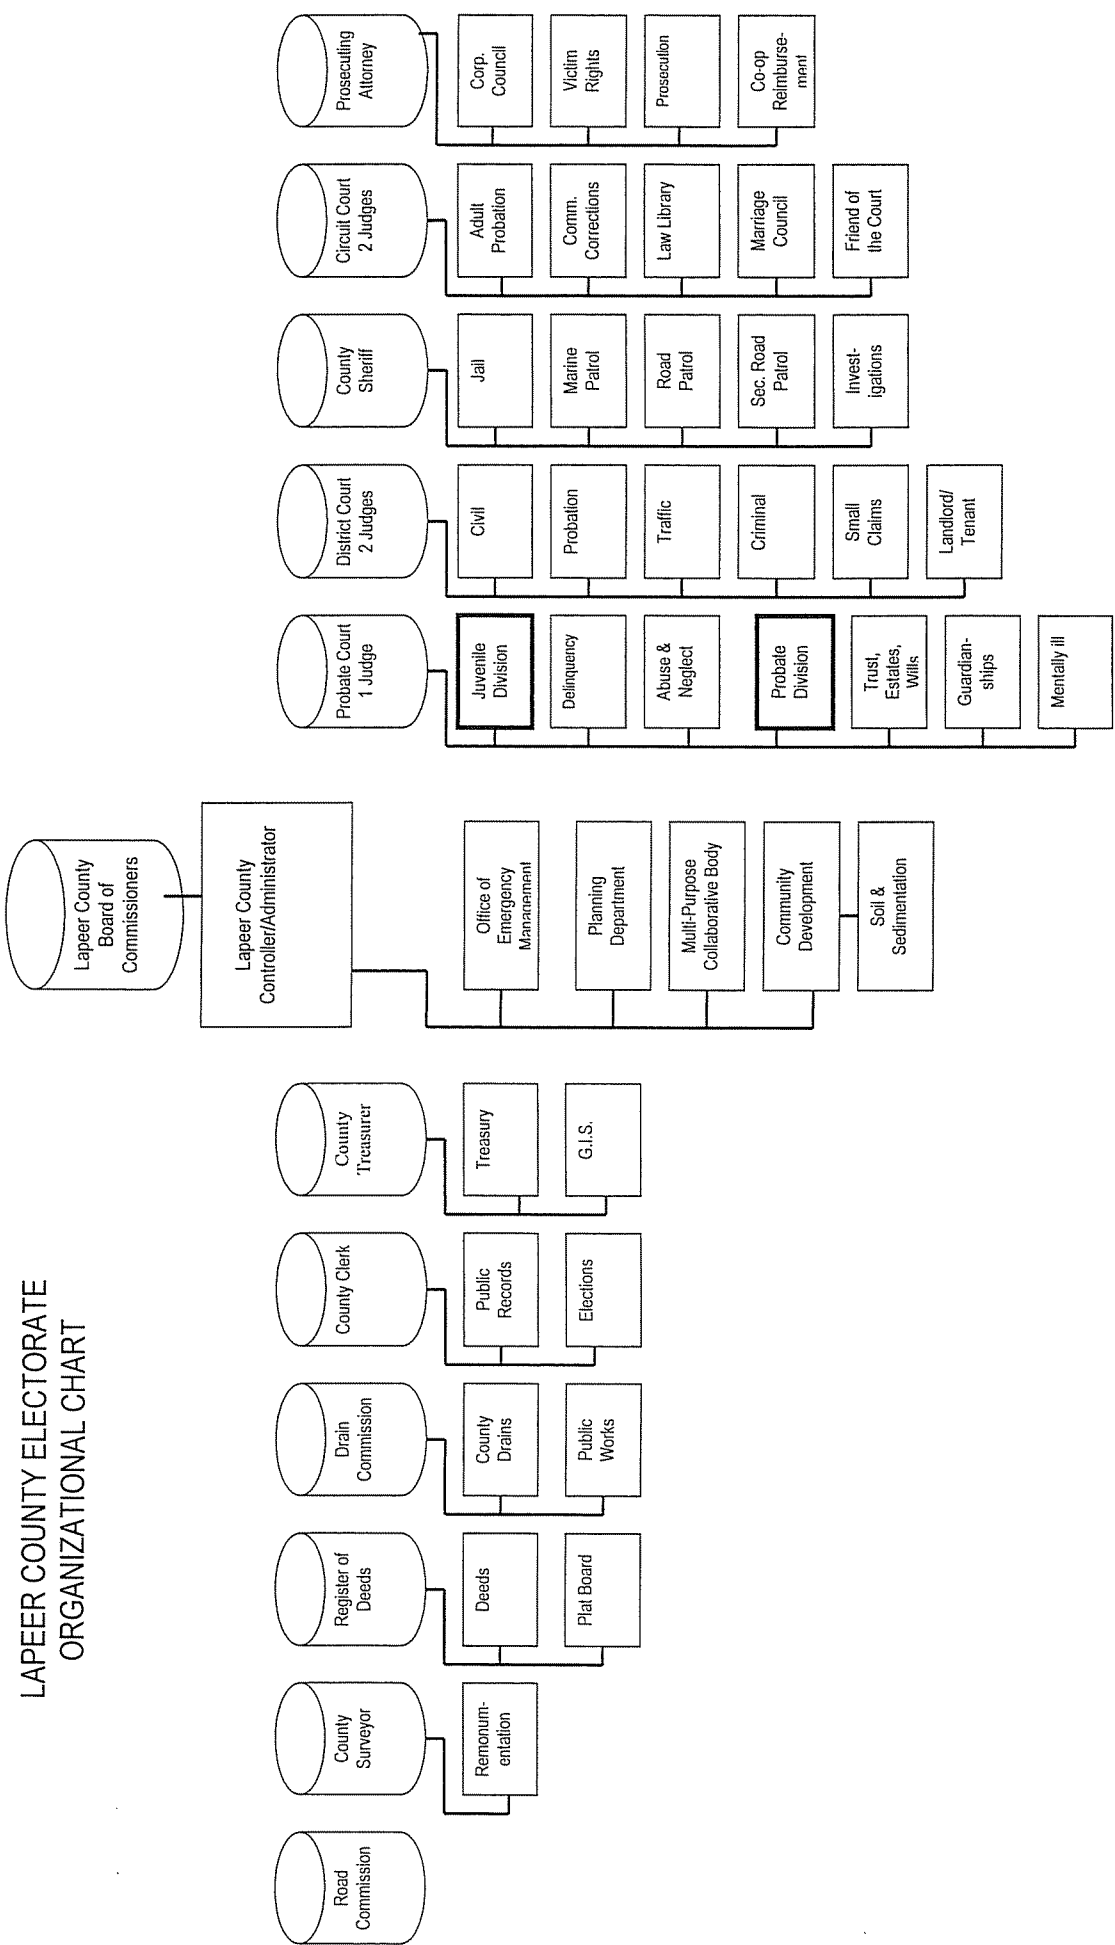 LAPEER COUNTY ELECTORATE
ORGANIZATIONAL CHART
Lapeer County
Board of
Commissioners
Lapeer County
Controller/Administrator
Office of
Emergency
Management
Planning
Department
Multi-Purpose
Collaborative Body
Community
Development
Soil &
Sedimentation
Road
Commission
County
Surveyor
Remonum-
entation
Register of
Deeds
Deeds
Plat Board
Drain
Commission
County
Drains
Public
Works
County Clerk
Public
Records
Elections
County
Treasurer
Treasury
G.I.S.
Probate Court
1 Judge
Juvenile
Division
Delinquency
Abuse &
Neglect
Probate
Division
Trust,
Estates,
Wills
Guardian-
ships
Mentally ill
District Court
2 Judges
Civil
Probation
Traffic
Criminal
Small
Claims
Landlord/
Tenant
County
Sheriff
Jail
Marine
Patrol
Road
Patrol
Sec. Road
Patrol
Invest-
igations
Circuit Court
2 Judges
Adult
Probation
Comm.
Corrections
Law Library
Marriage
Council
Friend of
the Court
Prosecuting
Attorney
Corp.
Council
Victim
Rights
Prosecution
Co-op
Reimburse-
ment